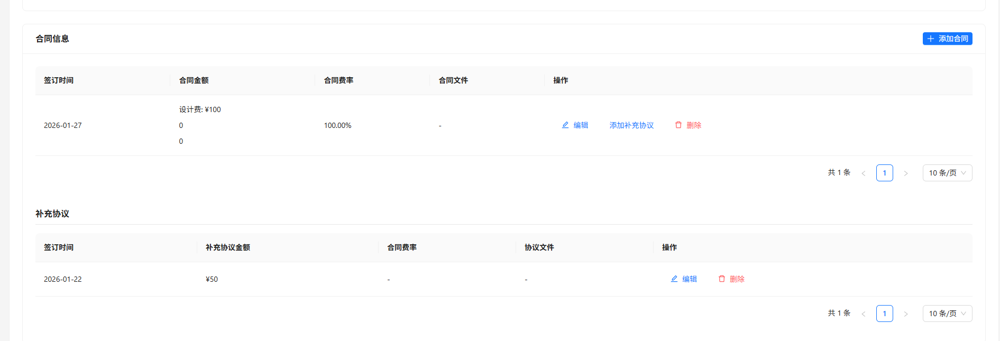 合同信息
添加合同
签订时间 合同金额 合同费率 合同文件 操作
设计费: ¥100
2026-01-27 0 100.00% - 编辑 添加补充协议 删除
0
共 1 条 < 1 > 10 条/页
补充协议
签订时间 补充协议金额 合同费率 协议文件 操作
2026-01-22 ¥50 - - 编辑 删除
共 1 条 < 1 > 10 条/页